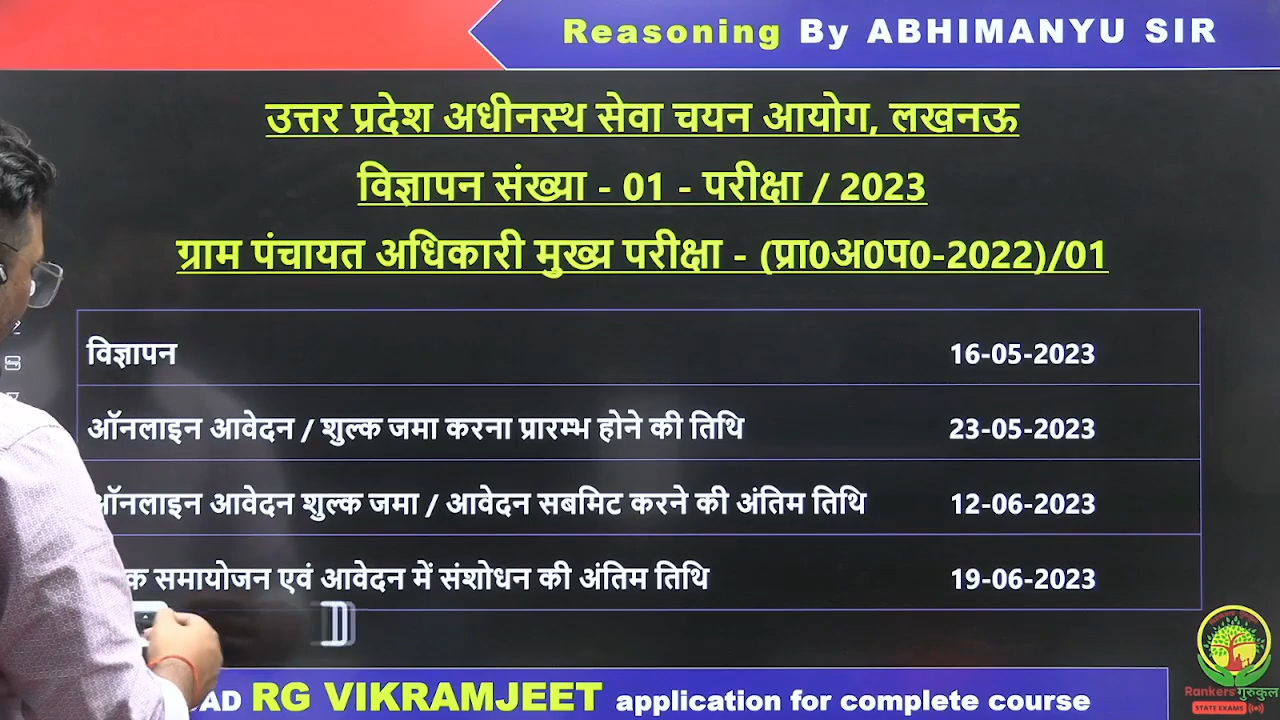 Reasoning By ABHIMANYU SIR
उत्तर प्रदेश अधीनस्थ सेवा चयन आयोग, लखनऊ
विज्ञापन संख्या - 01 - परीक्षा / 2023
ग्राम पंचायत अधिकारी मुख्य परीक्षा - (प्रा0अ0प0-2022)/01
विज्ञापन 16-05-2023
ऑनलाइन आवेदन / शुल्क जमा करना प्रारम्भ होने की तिथि 23-05-2023
ऑनलाइन आवेदन शुल्क जमा / आवेदन सबमिट करने की अंतिम तिथि 12-06-2023
समायोजन एवं आवेदन में संशोधन की अंतिम तिथि 19-06-2023
RG VIKRAMJEET application for complete course
Rankers गुरुकुल
STATE EXAMS